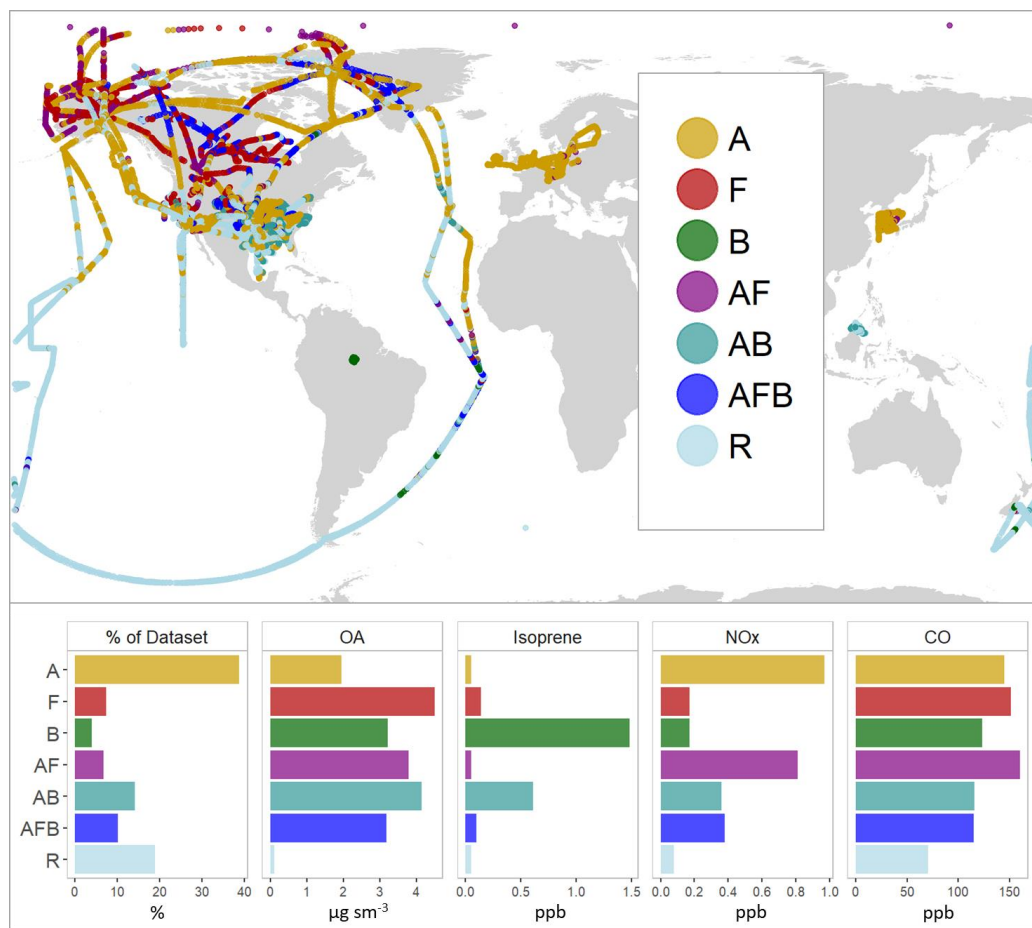 A
F
B
AF
AB
AFB
R
% of Dataset OA Isoprene NOx CO
A
F
B
AF
AB
AFB
R
0 10 20 30 40 0 1 2 3 4 0.0 0.5 1.0 1.5 0.0 0.2 0.4 0.6 0.8 1.0 0 50 100 150
% µg sm⁻³ ppb ppb ppb